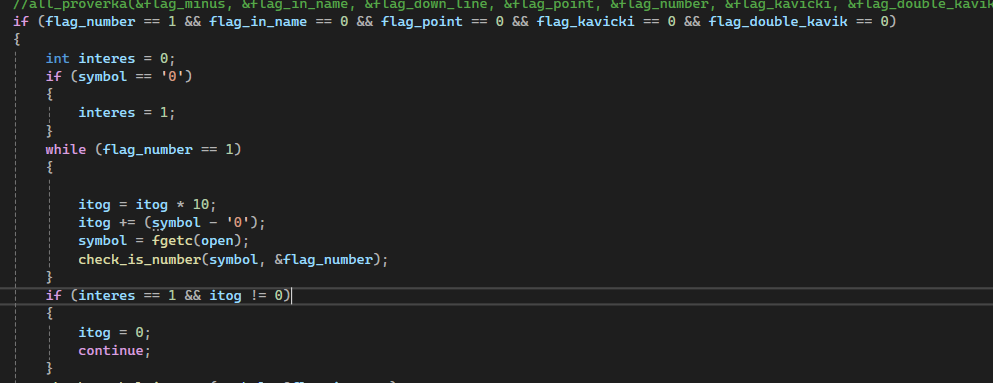 //all_proverka(&flag_minus, &flag_in_name, &flag_down_line, &flag_point, &flag_number, &flag_kavicki, &flag_double_kavik
if (flag_number == 1 && flag_in_name == 0 && flag_point == 0 && flag_kavicki == 0 && flag_double_kavik == 0)
{
int interes = 0;
if (symbol == '0')
{
interes = 1;
}
while (flag_number == 1)
{
itog = itog * 10;
itog += (symbol - '0');
symbol = fgetc(open);
check_is_number(symbol, &flag_number);
}
if (interes == 1 && itog != 0)
{
itog = 0;
continue;
}